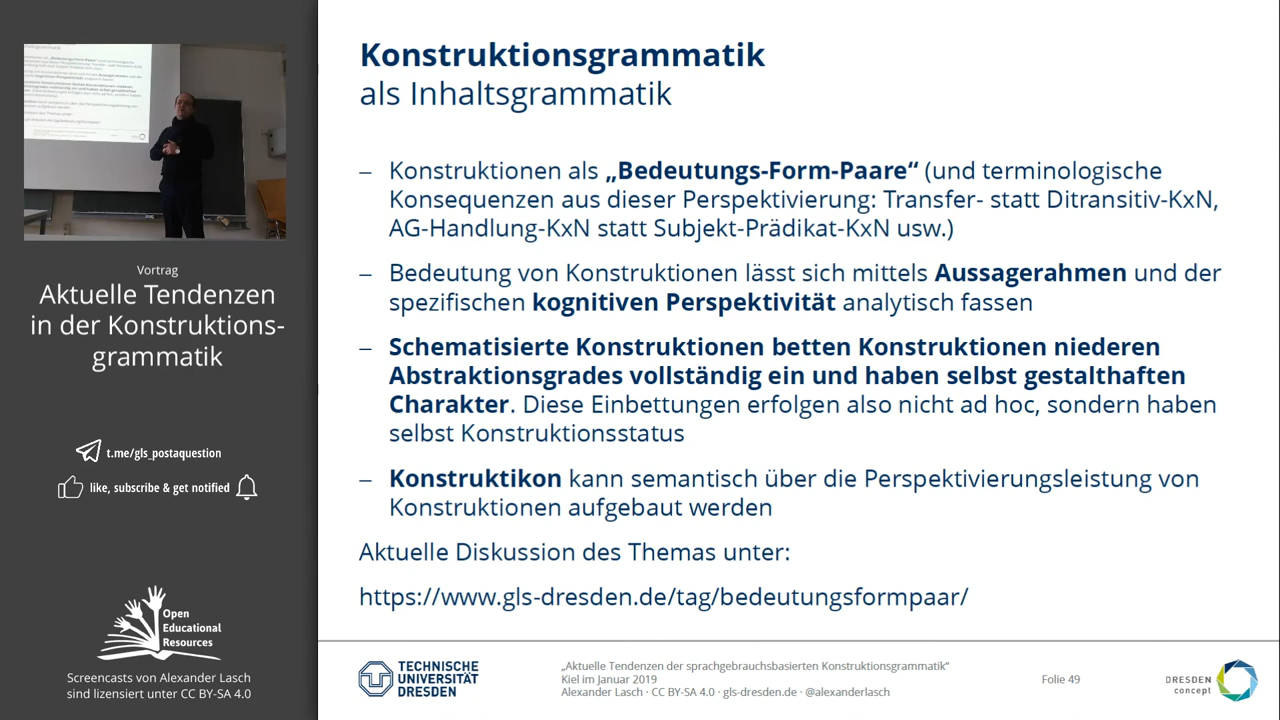 Vortrag
Aktuelle Tendenzen
in der Konstruktions-
grammatik
t.me/gls_postaquestion
like, subscribe & get notified
Open
Educational
Resources
Screencasts von Alexander Lasch
sind lizensiert unter CC BY-SA 4.0
Konstruktionsgrammatik
als Inhaltsgrammatik
– Konstruktionen als „Bedeutungs-Form-Paare“ (und terminologische
Konsequenzen aus dieser Perspektivierung: Transfer- statt Ditransitiv-KxN,
AG-Handlung-KxN statt Subjekt-Prädikat-KxN usw.)
– Bedeutung von Konstruktionen lässt sich mittels Aussagerahmen und der
spezifischen kognitiven Perspektivität analytisch fassen
– Schematisierte Konstruktionen betten Konstruktionen niederen
Abstraktionsgrades vollständig ein und haben selbst gestalthaften
Charakter. Diese Einbettungen erfolgen also nicht ad hoc, sondern haben
selbst Konstruktionsstatus
– Konstruktikon kann semantisch über die Perspektivierungsleistung von
Konstruktionen aufgebaut werden
Aktuelle Diskussion des Themas unter:
https://www.gls-dresden.de/tag/bedeutungsformpaar/
TECHNISCHE
UNIVERSITÄT
DRESDEN
„Aktuelle Tendenzen der sprachgebrauchsbasierten Konstruktionsgrammatik“
Kiel im Januar 2019
Alexander Lasch · CC BY-SA 4.0 · gls-dresden.de · @alexanderlasch
Folie 49
DRESDEN
concept